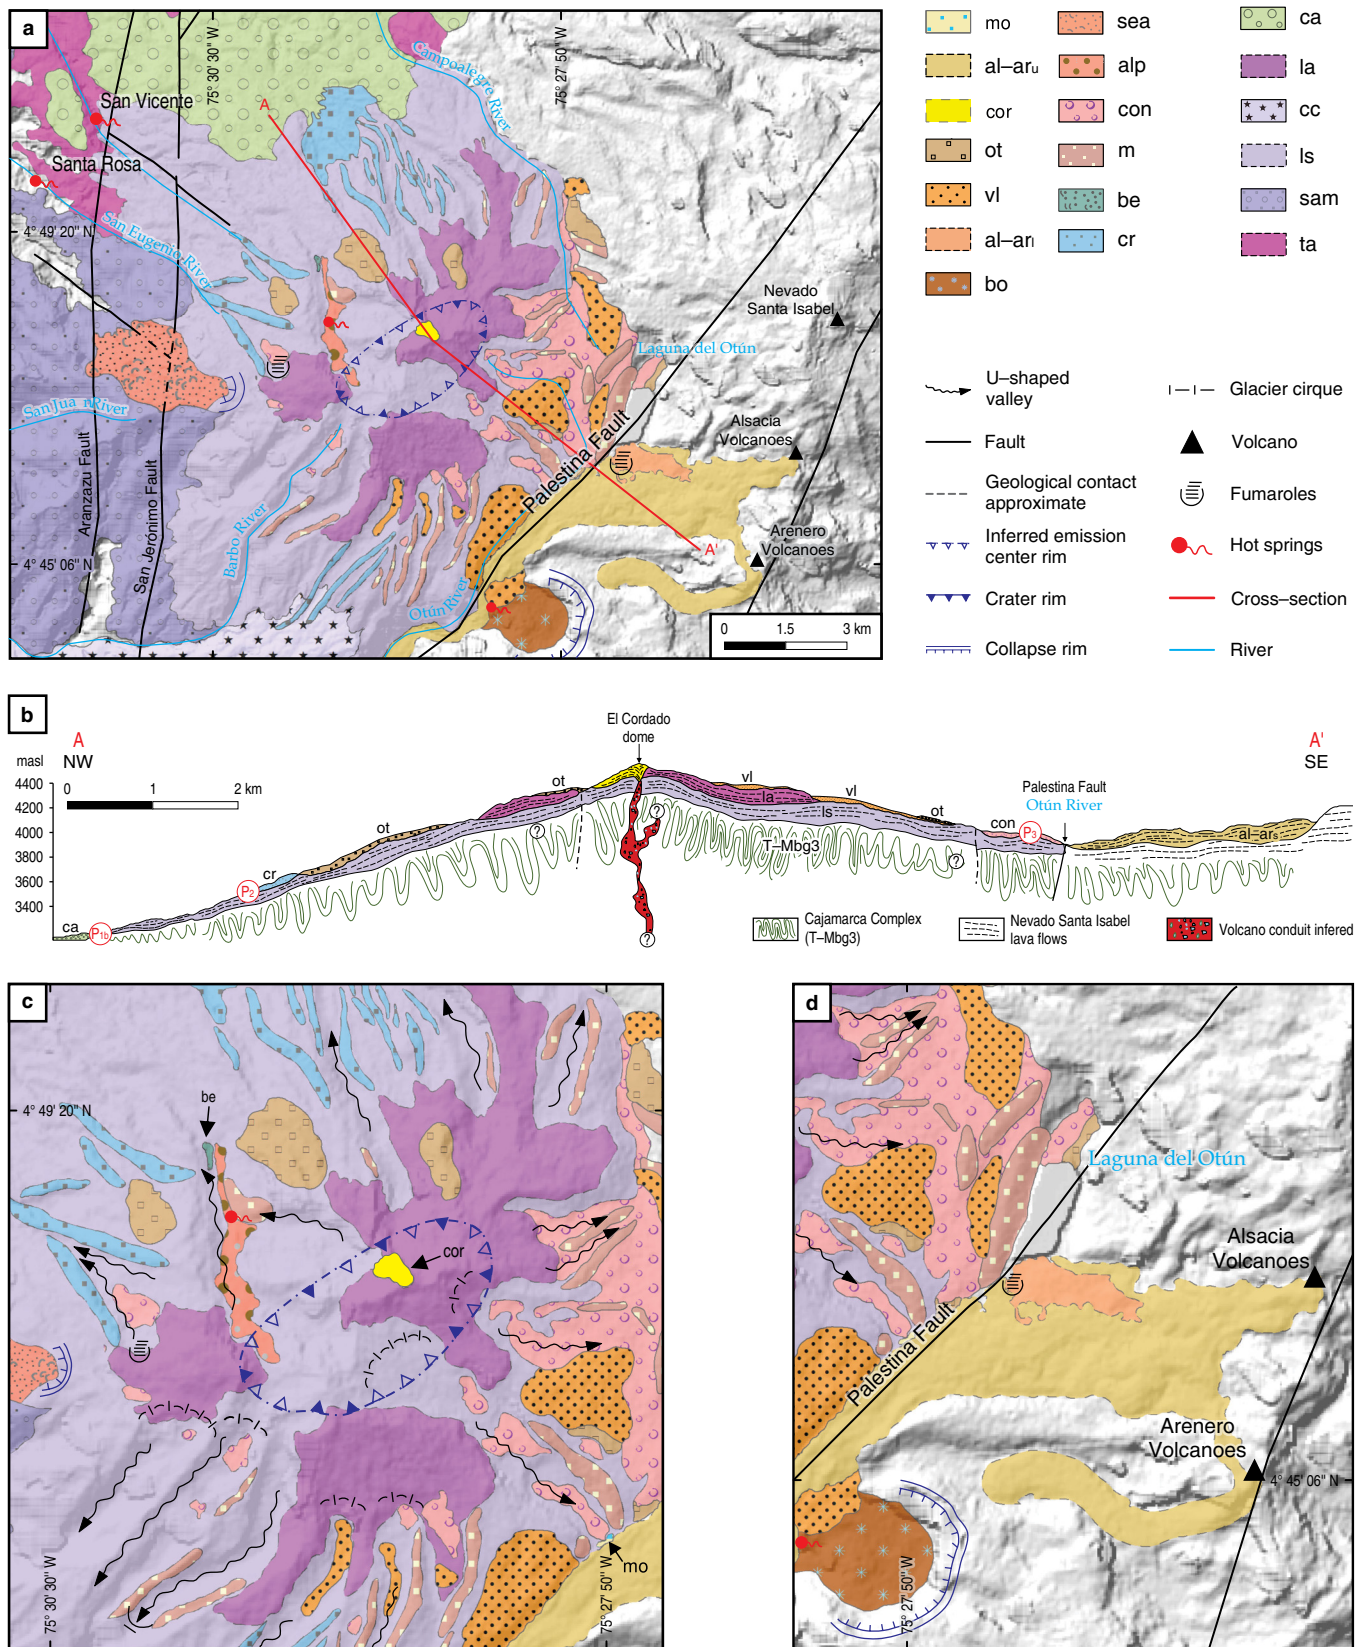 a
75° 30' 30" W
75° 27' 50" W
Campoalegre River
A
San Vicente
Santa Rosa
4° 49' 20" N
San Eugenio River
Nevado
Santa Isabel
Laguna del Otún
San Juan River
Alsacia
Volcanoes
Palestina Fault
Aranzazu Fault
San Jerónimo Fault
Barbo River
Arenero
Volcanoes
A'
4° 45' 06" N
Otún River
0 1.5 3 km
mo
al–aru
cor
ot
vl
al–arl
bo
sea
alp
con
m
be
cr
ca
la
cc
ls
sam
ta
U–shaped
valley
Fault
Geological contact
approximate
Inferred emission
center rim
Crater rim
Collapse rim
Glacier cirque
Volcano
Fumaroles
Hot springs
Cross–section
River
b
A
NW
masl
0 1 2 km
4400
4200
4000
3800
3600
3400
El Cordado
dome
A'
SE
Palestina Fault
Otún River
ca
P1b
P2
cr
ot
ot
?
?
?
?
vl
la
ls
vl
T–Mbg3
ot
con
P3
al–ars
Cajamarca Complex
(T–Mbg3)
Nevado Santa Isabel
lava flows
Volcano conduit infered
c
4° 49' 20" N
be
cor
mo
75° 30' 30" W
75° 27' 50" W
d
Laguna del Otún
Alsacia
Volcanoes
Palestina Fault
Arenero
Volcanoes
4° 45' 06" N
75° 27' 50" W